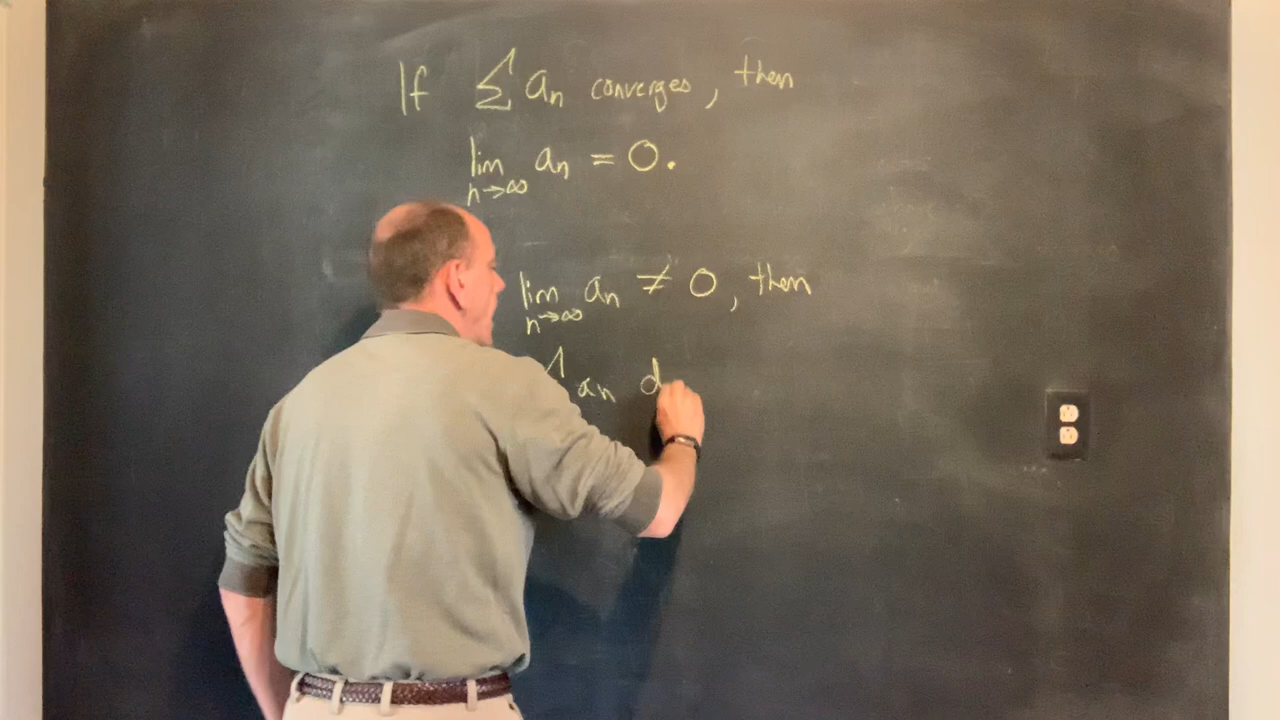 If Σ aₙ converges, then
lim aₙ = 0.
n→∞
lim aₙ ≠ 0, then
n→∞
aₙ d